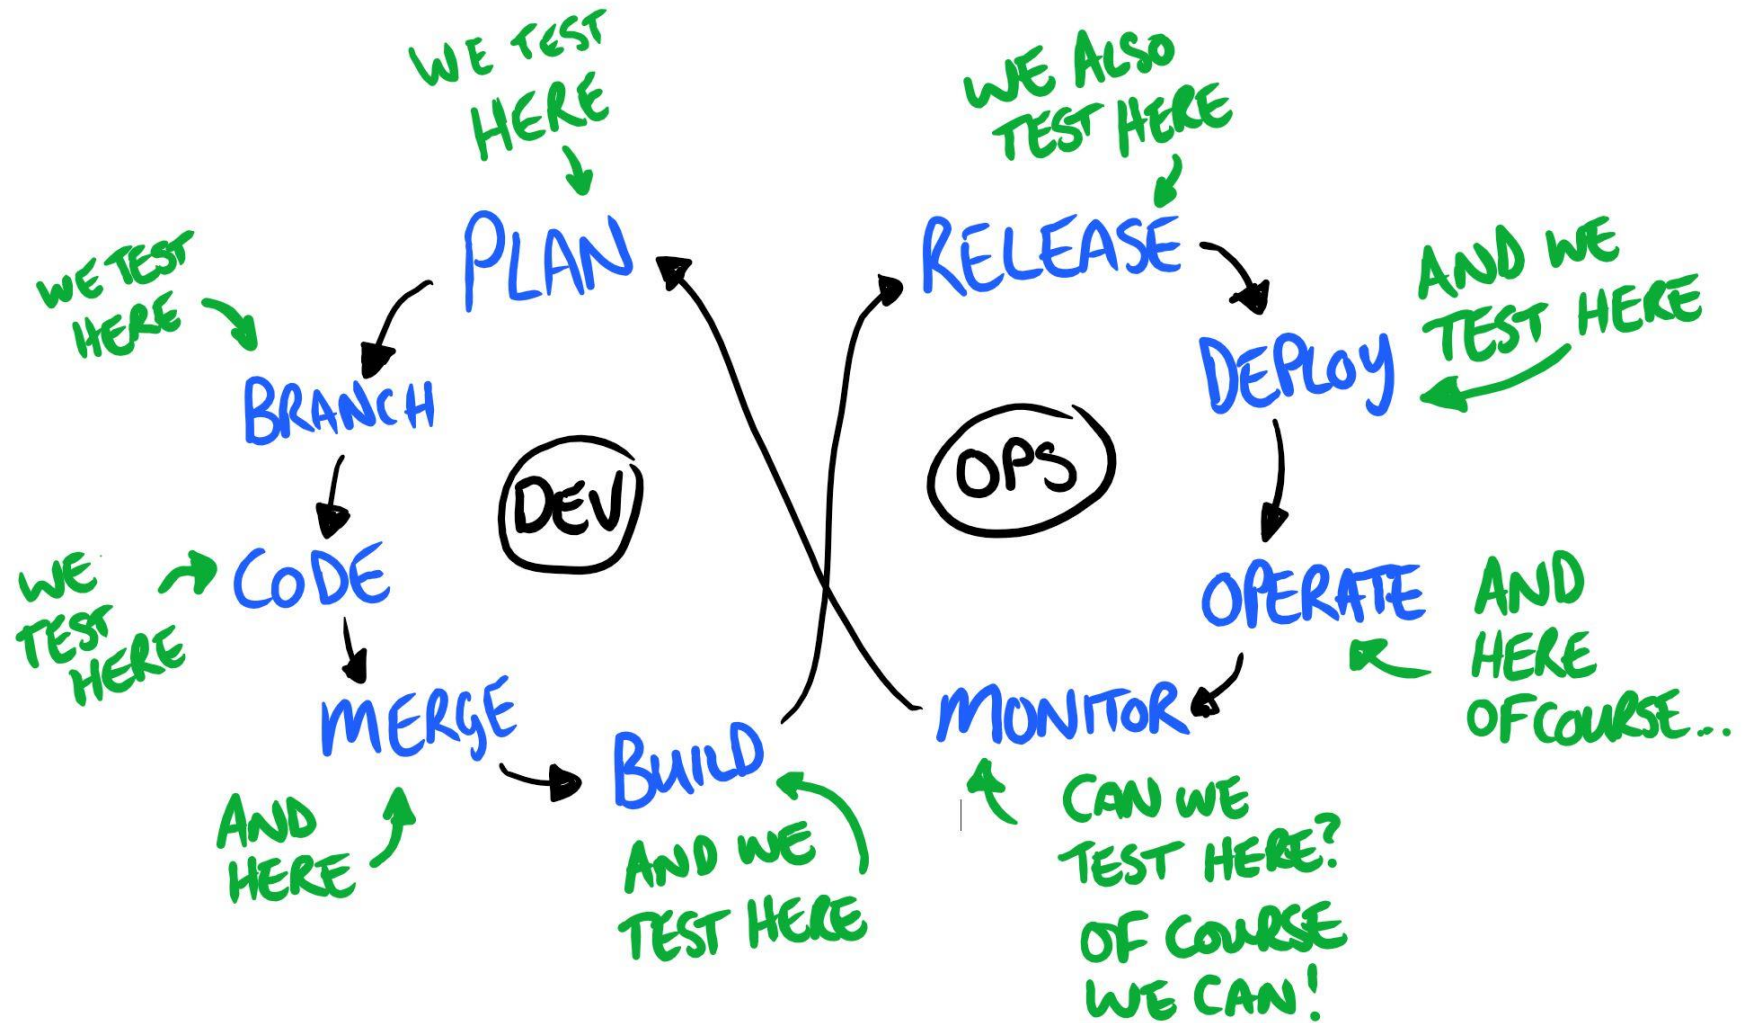 WE TEST
HERE
WE ALSO
TEST HERE
WE TEST
HERE
PLAN
RELEASE
AND WE
TEST HERE
BRANCH
DEPLOY
DEV
OPS
WE
TEST
HERE
CODE
OPERATE
AND
HERE
OFCOURSE...
MERGE
MONITOR
BUILD
AND
HERE
AND WE
TEST HERE
CAN WE
TEST HERE?
OF COURSE
WE CAN!